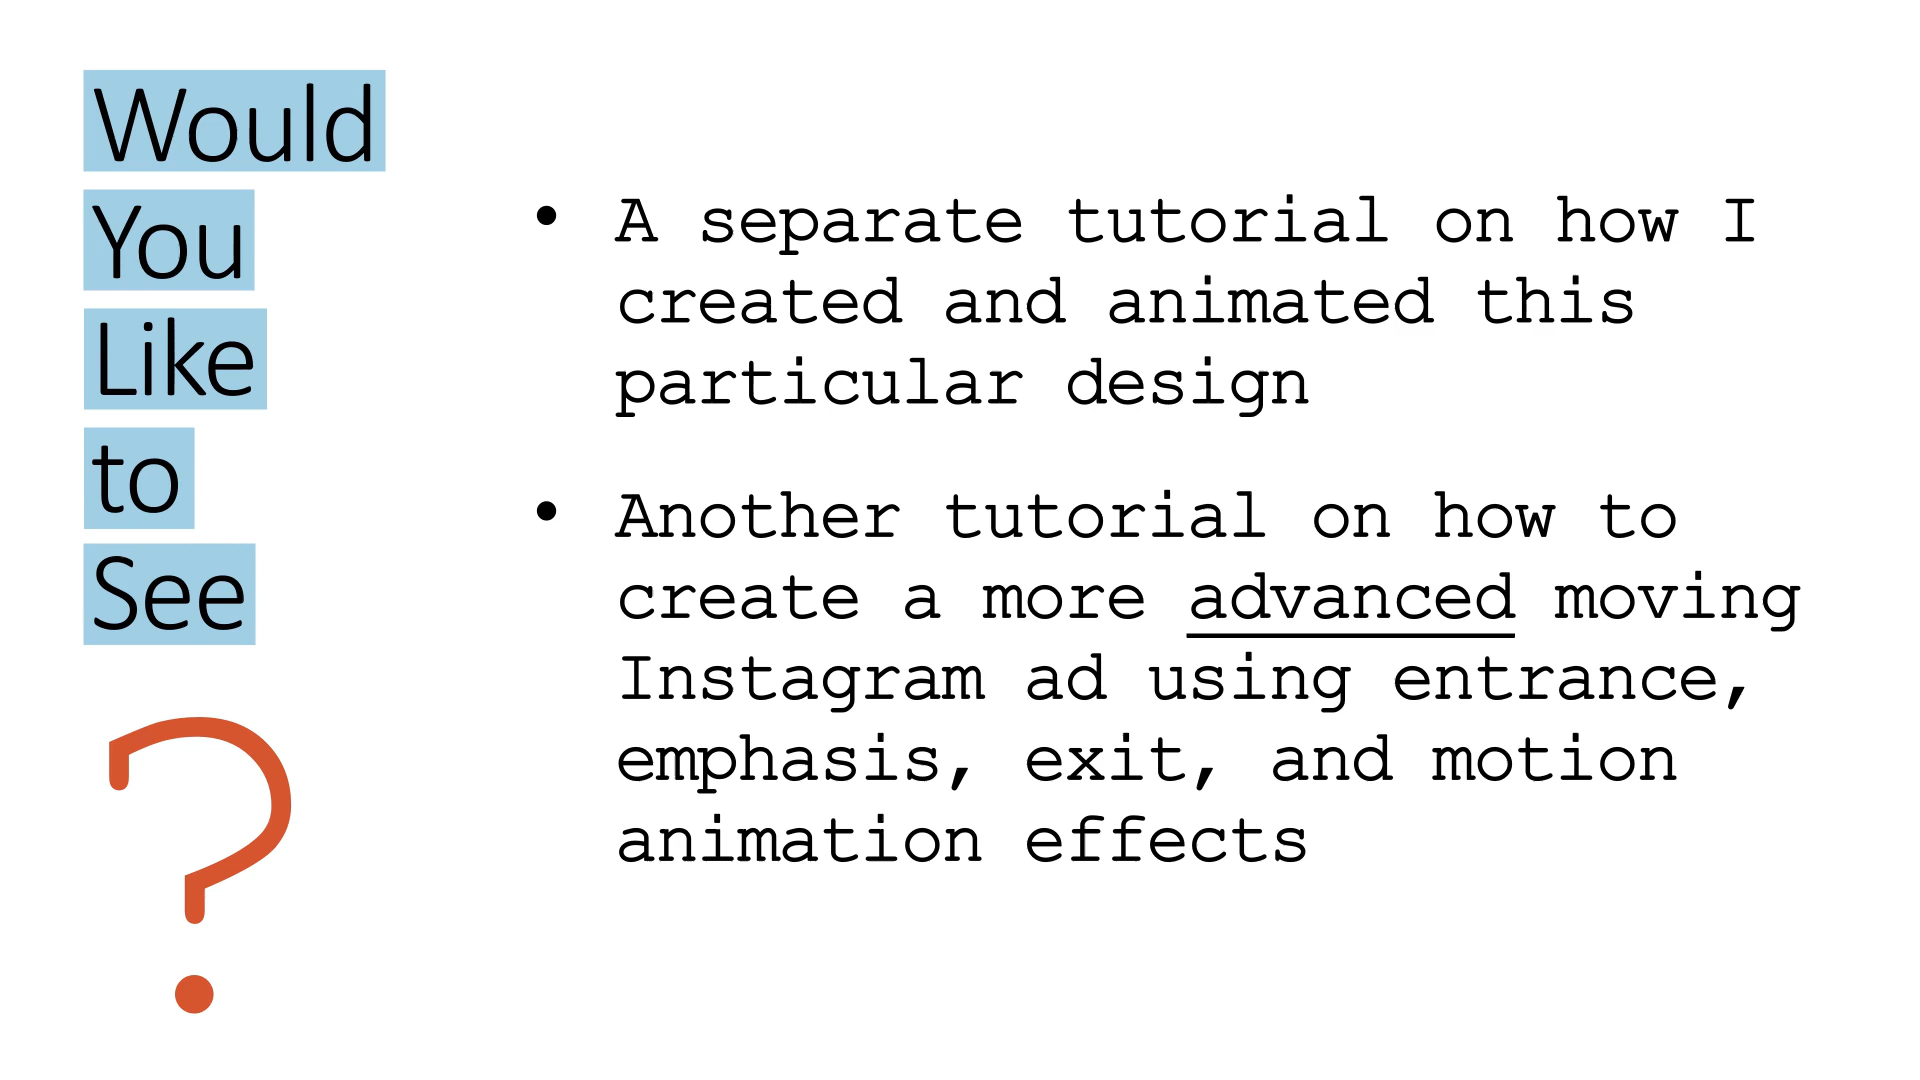 Would
You
Like
to
See
?
• A separate tutorial on how I
created and animated this
particular design
• Another tutorial on how to
create a more advanced moving
Instagram ad using entrance,
emphasis, exit, and motion
animation effects